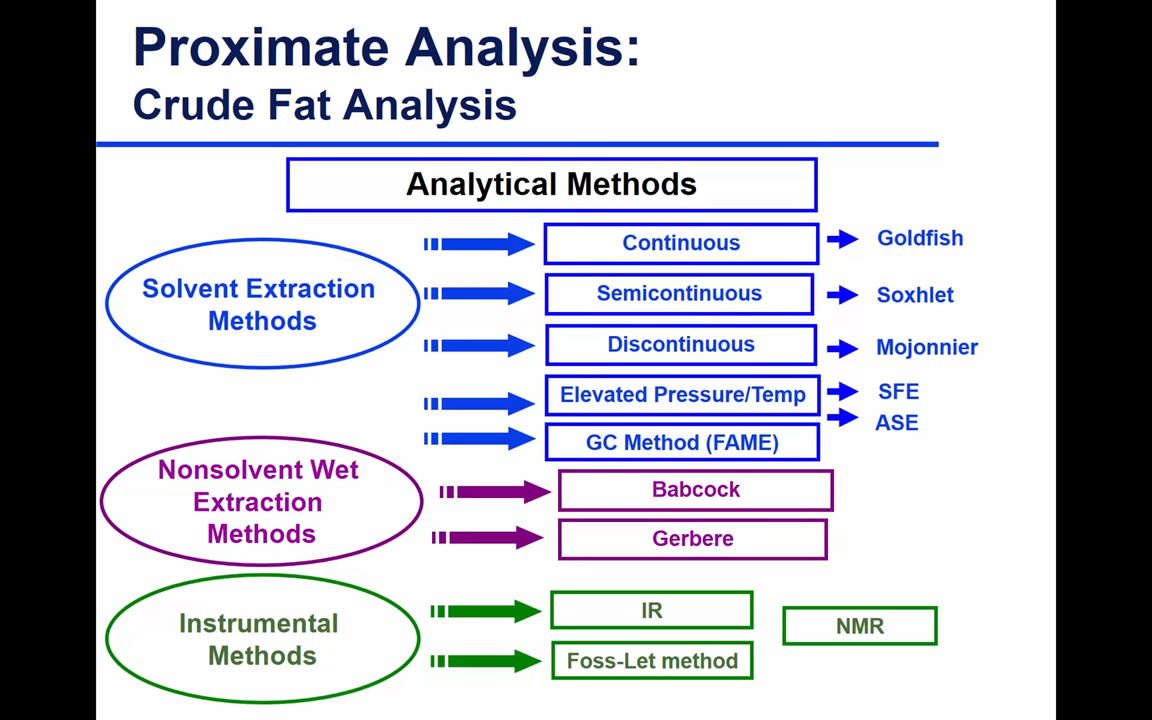 Proximate Analysis:
Crude Fat Analysis
Analytical Methods
Solvent Extraction
Methods
Continuous
Goldfish
Semicontinuous
Soxhlet
Discontinuous
Mojonnier
Elevated Pressure/Temp
SFE
ASE
GC Method (FAME)
Nonsolvent Wet
Extraction
Methods
Babcock
Gerbere
Instrumental
Methods
IR
NMR
Foss-Let method